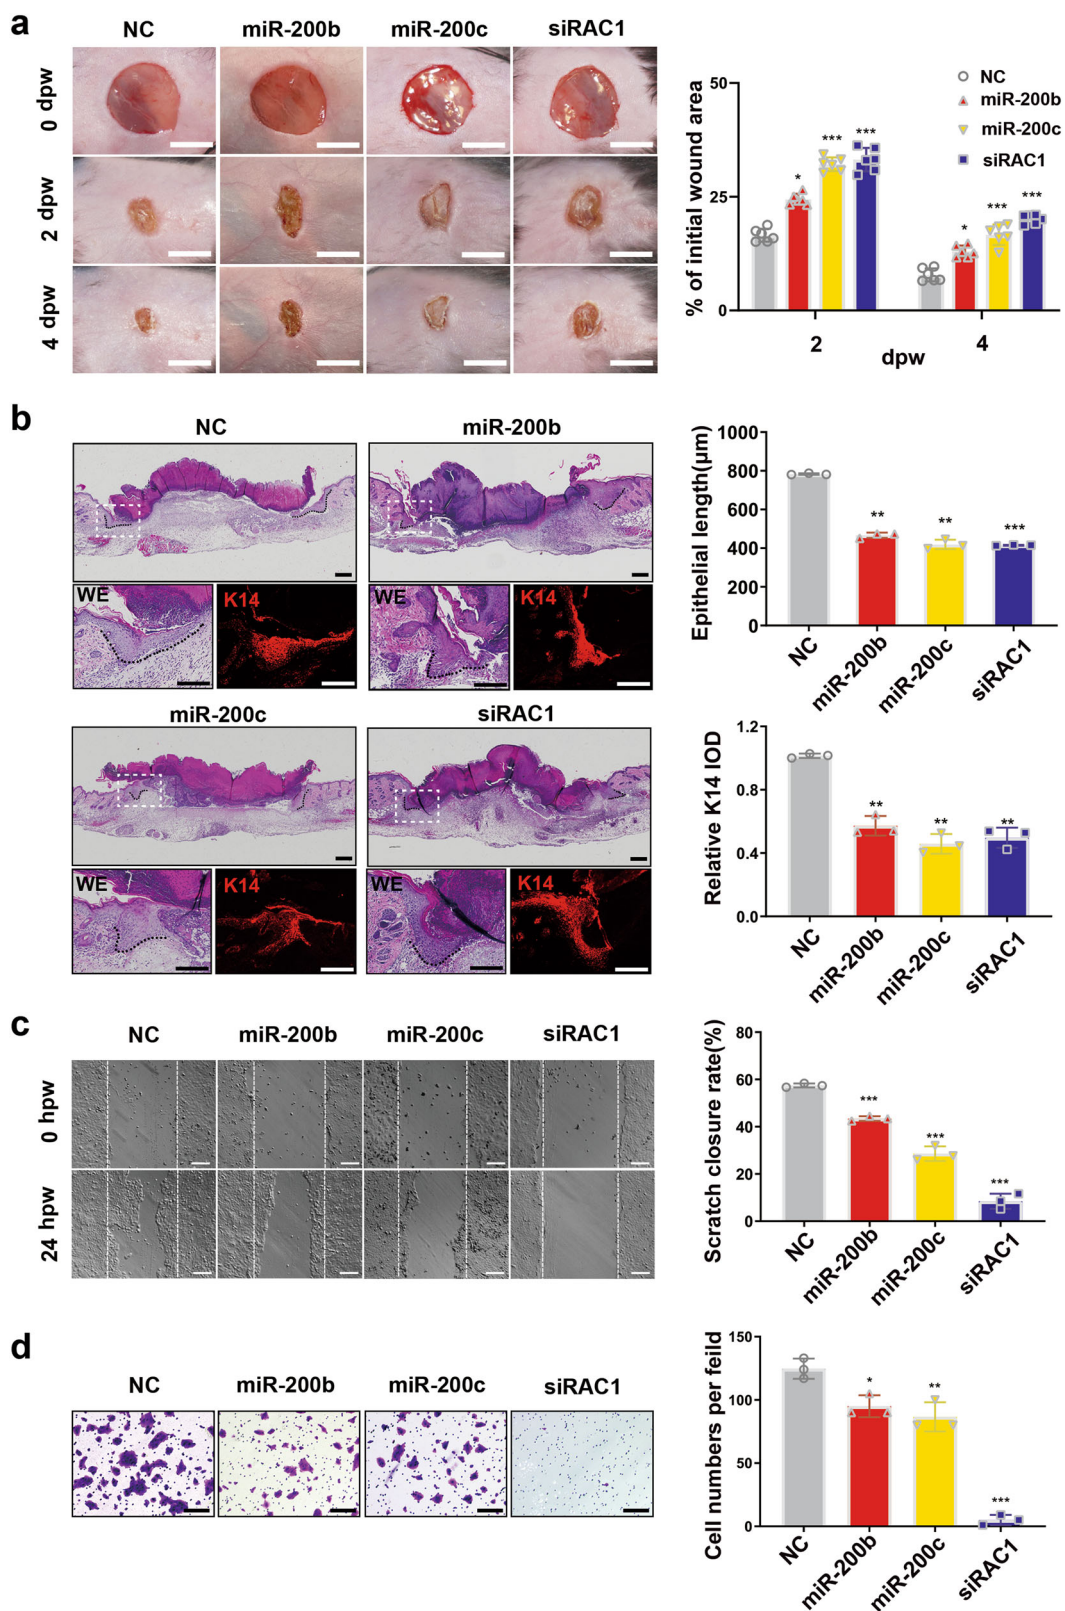 a
NC miR-200b miR-200c siRAC1
0 dpw
2 dpw
4 dpw
% of initial wound area
50
25
0
NC
miR-200b
miR-200c
siRAC1
* *** ***
* *** ***
2 4
dpw
b
NC miR-200b
WE K14 WE K14
miR-200c siRAC1
WE K14 WE K14
Epithelial length(μm)
1000
800
600
400
200
0
** ** ***
NC miR-200b miR-200c siRAC1
Relative K14 IOD
1.2
0.8
0.4
0.0
** ** **
NC miR-200b miR-200c siRAC1
c
NC miR-200b miR-200c siRAC1
0 hpw
24 hpw
Scratch closure rate(%)
80
60
40
20
0
*** *** ***
NC miR-200b miR-200c siRAC1
d
NC miR-200b miR-200c siRAC1
Cell numbers per feild
150
100
50
0
* ** ***
NC miR-200b miR-200c siRAC1